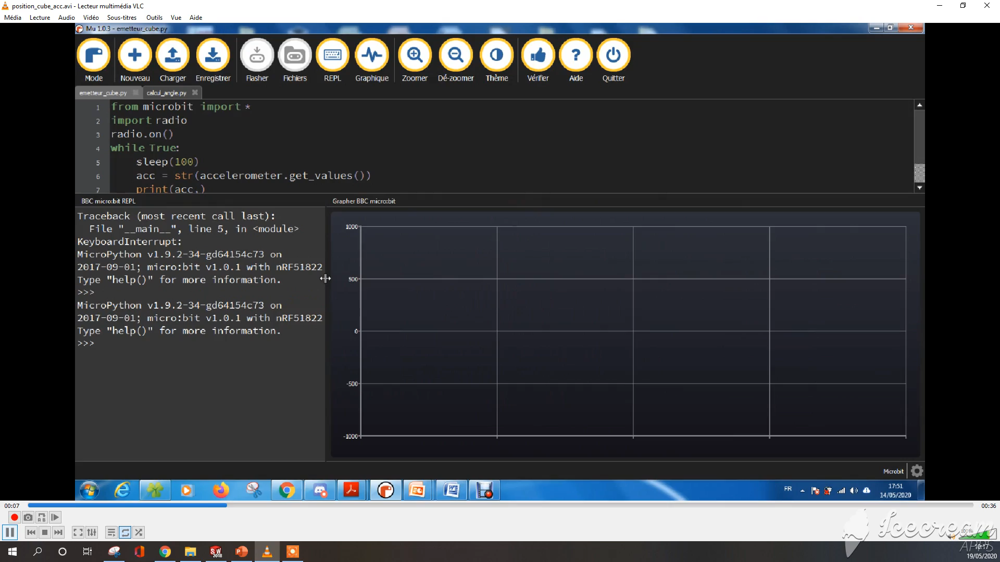 position_cube_acc.avi - Lecteur multimédia VLC
Média Lecture Audio Vidéo Sous-titres Outils Vue Aide
Mu 1.0.3 - emetteur_cube.py
Mode Nouveau Charger Enregistrer Flasher Fichiers REPL Graphique Zoomer Dé-zoomer Thème Vérifier Aide Quitter
emetteur_cube.py calcul_angle.py
1 from microbit import *
2 import radio
3 radio.on()
4 while True:
5 sleep(100)
6 acc = str(accelerometer.get_values())
7 print(acc,)
BBC micro:bit REPL
Traceback (most recent call last):
File "__main__", line 5, in <module>
KeyboardInterrupt:
MicroPython v1.9.2-34-gd64154c73 on
2017-09-01; micro:bit v1.0.1 with nRF51822
Type "help()" for more information.
>>>
MicroPython v1.9.2-34-gd64154c73 on
2017-09-01; micro:bit v1.0.1 with nRF51822
Type "help()" for more information.
>>>
Grapher BBC micro:bit
1000
500
0
-500
-1000
Microbit
FR
17:51
14/05/2020
00:07
00:36
Icecream
APPS
100%
SW
2018
10:17
19/05/2020